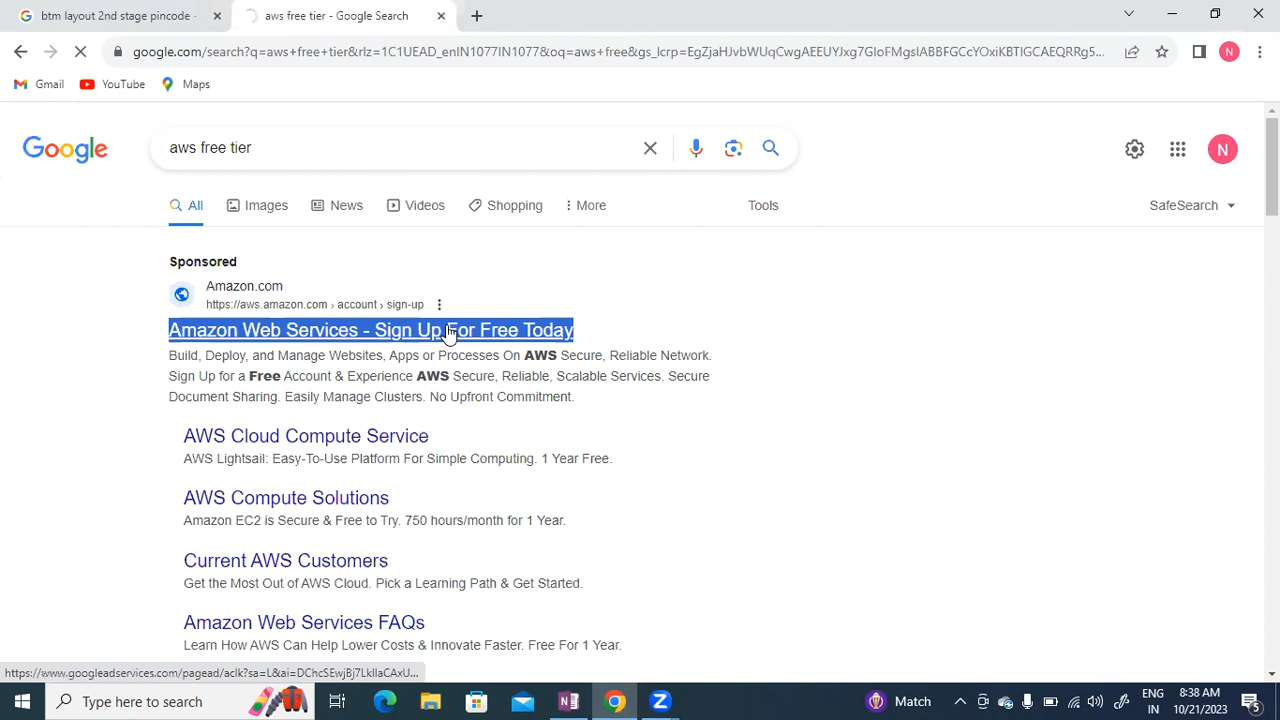 btm layout 2nd stage pincode -
aws free tier - Google Search
google.com/search?q=aws+free+tier&rlz=1C1UEAD_enIN1077IN1077&oq=aws+free&gs_lcrp=EgZjaHJvbWUqCwgAEEUYJxg7GIoFMgsIABBFGCcYOxiKBTIGCAEQRRg5...
N
Gmail
YouTube
Maps
Google
aws free tier
N
All
Images
News
Videos
Shopping
More
Tools
SafeSearch
Sponsored
Amazon.com
https://aws.amazon.com › account › sign-up
Amazon Web Services - Sign Up For Free Today
Build, Deploy, and Manage Websites, Apps or Processes On AWS Secure, Reliable Network.
Sign Up for a Free Account & Experience AWS Secure, Reliable, Scalable Services. Secure
Document Sharing. Easily Manage Clusters. No Upfront Commitment.
AWS Cloud Compute Service
AWS Lightsail: Easy-To-Use Platform For Simple Computing. 1 Year Free.
AWS Compute Solutions
Amazon EC2 is Secure & Free to Try. 750 hours/month for 1 Year.
Current AWS Customers
Get the Most Out of AWS Cloud. Pick a Learning Path & Get Started.
Amazon Web Services FAQs
Learn How AWS Can Help Lower Costs & Innovate Faster. Free For 1 Year.
https://www.googleadservices.com/pagead/aclk?sa=L&ai=DChcSEwjBj7LkIIaCAxU...
Type here to search
Match
ENG
IN
8:38 AM
10/21/2023
5